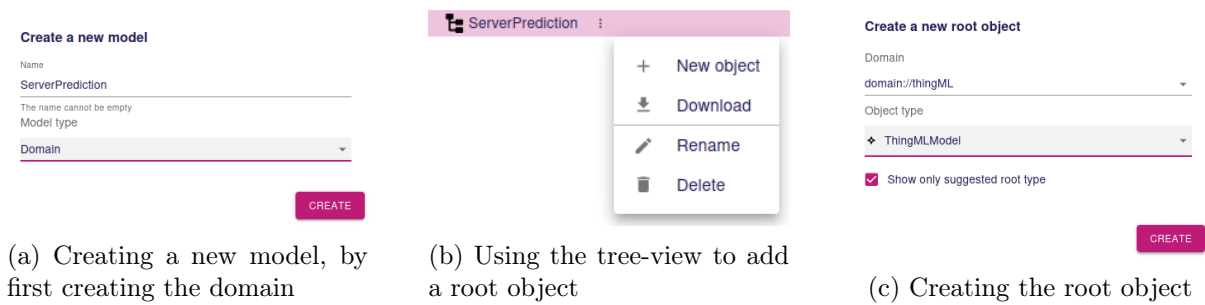 Create a new model
Name
ServerPrediction
The name cannot be empty
Model type
Domain
CREATE
(a) Creating a new model, by
first creating the domain
ServerPrediction
New object
Download
Rename
Delete
(b) Using the tree-view to add
a root object
Create a new root object
Domain
domain://thingML
Object type
ThingMLModel
Show only suggested root type
CREATE
(c) Creating the root object